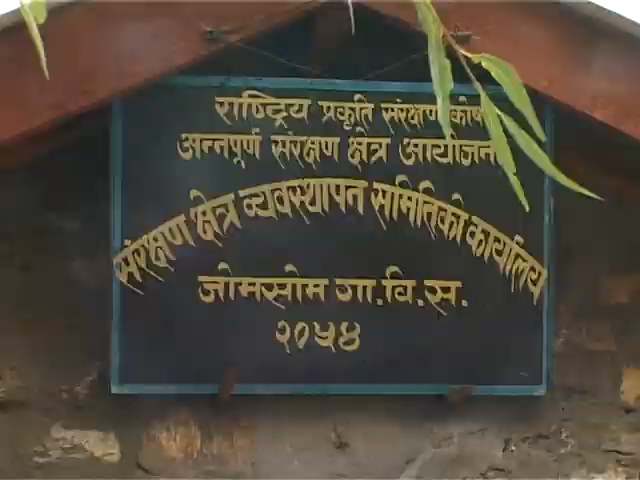 राष्ट्रिय प्रकृति संरक्षण कोष
अन्नपूर्ण संरक्षण क्षेत्र आयोजना
संरक्षण क्षेत्र व्यवस्थापन समितिको कार्यालय
जोमसोम गा.वि.स.
२०५४